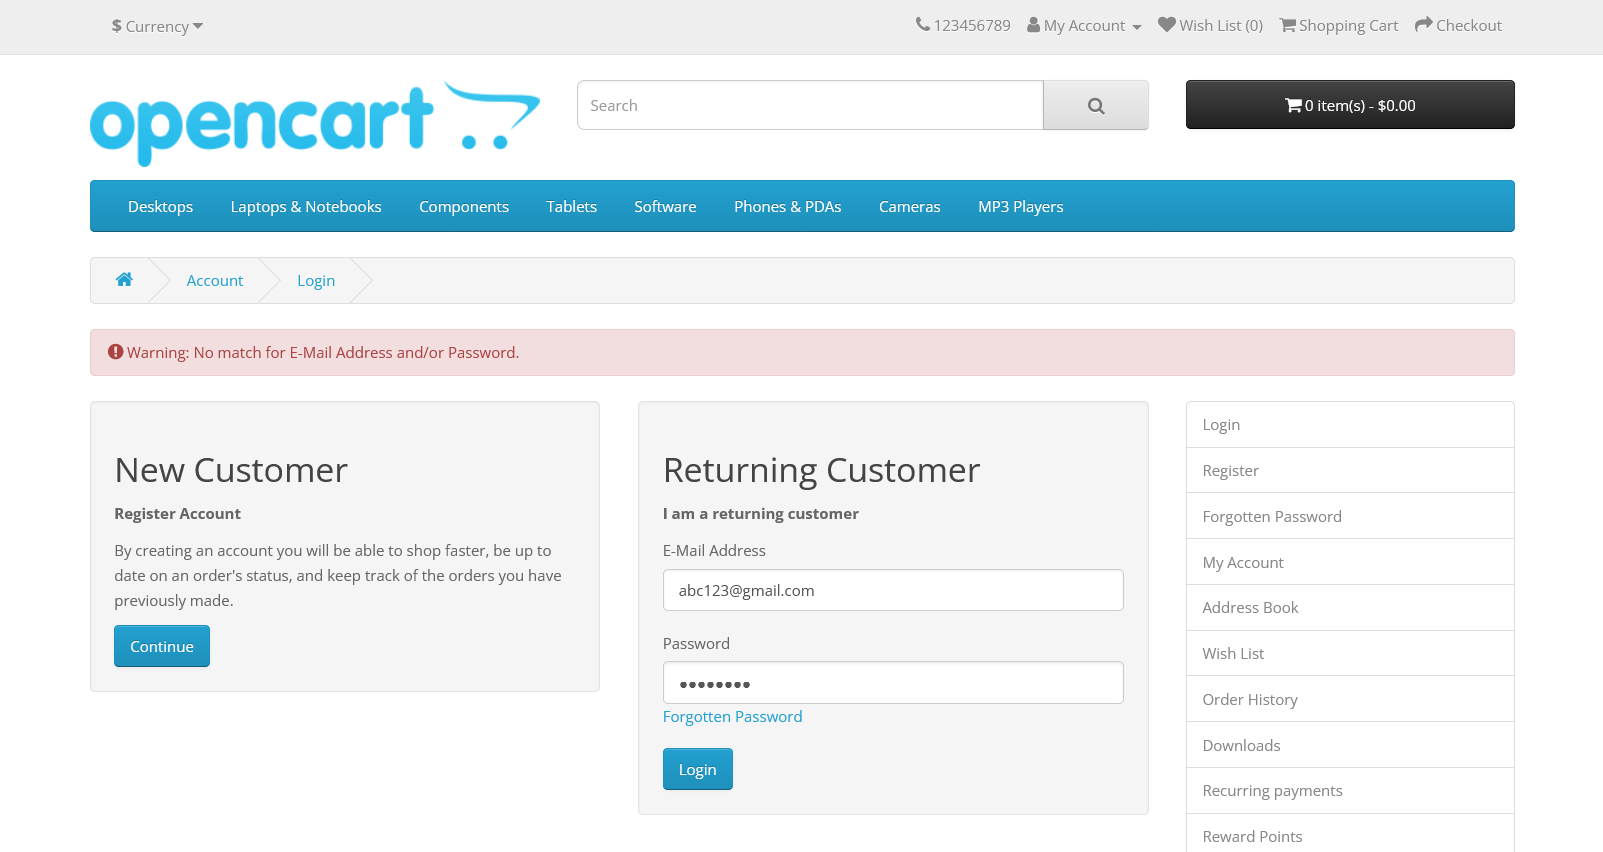 $ Currency
123456789 My Account Wish List (0) Shopping Cart Checkout
opencart
Search
0 item(s) - $0.00
Desktops Laptops & Notebooks Components Tablets Software Phones & PDAs Cameras MP3 Players
Account Login
Warning: No match for E-Mail Address and/or Password.
New Customer
Register Account
By creating an account you will be able to shop faster, be up to
date on an order's status, and keep track of the orders you have
previously made.
Continue
Returning Customer
I am a returning customer
E-Mail Address
abc123@gmail.com
Password
••••••••
Forgotten Password
Login
Login
Register
Forgotten Password
My Account
Address Book
Wish List
Order History
Downloads
Recurring payments
Reward Points